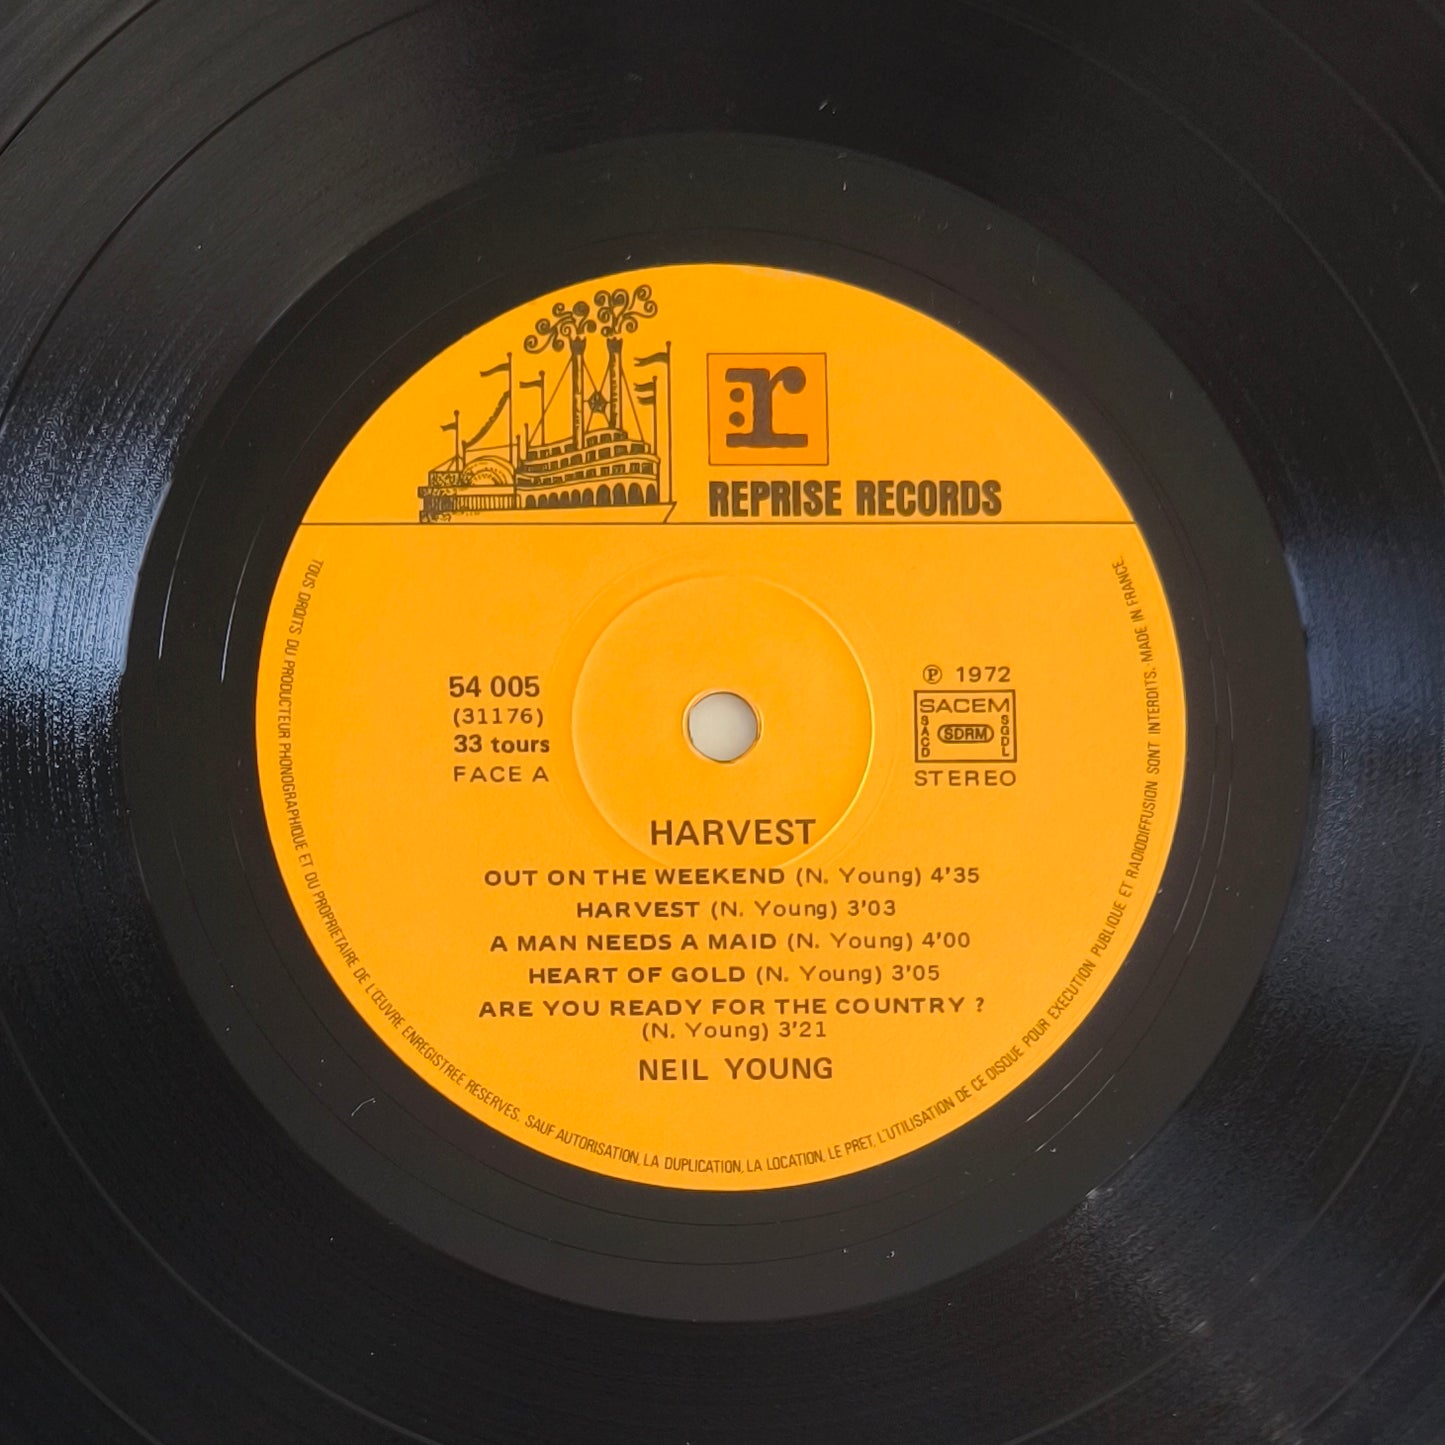 r
REPRISE RECORDS
54 005
(31176)
33 tours
FACE A
℗ 1972
SACEM
SACD
SDRM
SGDL
STEREO
HARVEST
OUT ON THE WEEKEND (N. Young) 4'35
HARVEST (N. Young) 3'03
A MAN NEEDS A MAID (N. Young) 4'00
HEART OF GOLD (N. Young) 3'05
ARE YOU READY FOR THE COUNTRY ?
(N. Young) 3'21
NEIL YOUNG
TOUS DROITS DU PRODUCTEUR PHONOGRAPHIQUE ET DU PROPRIETAIRE DE L'ŒUVRE ENREGISTREE RESERVES. SAUF AUTORISATION, LA DUPLICATION, LA LOCATION, LE PRET, L'UTILISATION DE CE DISQUE POUR EXECUTION PUBLIQUE ET RADIODIFFUSION SONT INTERDITS. MADE IN FRANCE.